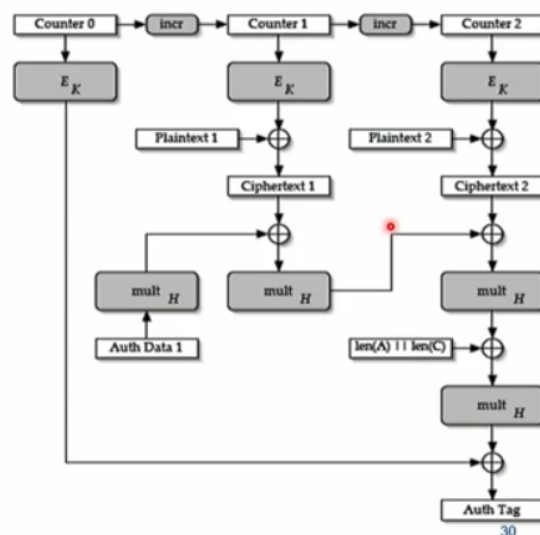 Counter 0
incr
Counter 1
incr
Counter 2
E K
E K
E K
Plaintext 1
Plaintext 2
Ciphertext 1
Ciphertext 2
mult H
mult H
mult H
Auth Data 1
len(A) || len(C)
mult H
Auth Tag
30